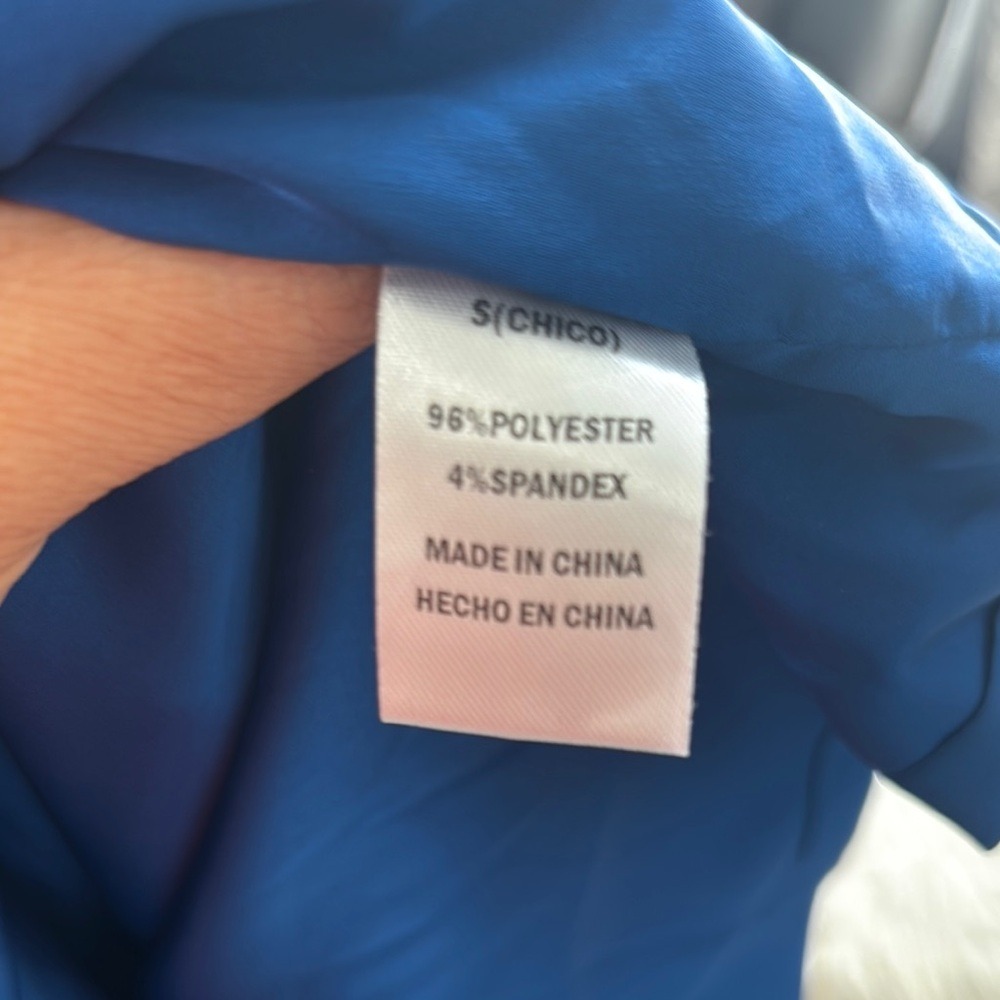 S(CHICO)
96%POLYESTER
4%SPANDEX
MADE IN CHINA
HECHO EN CHINA